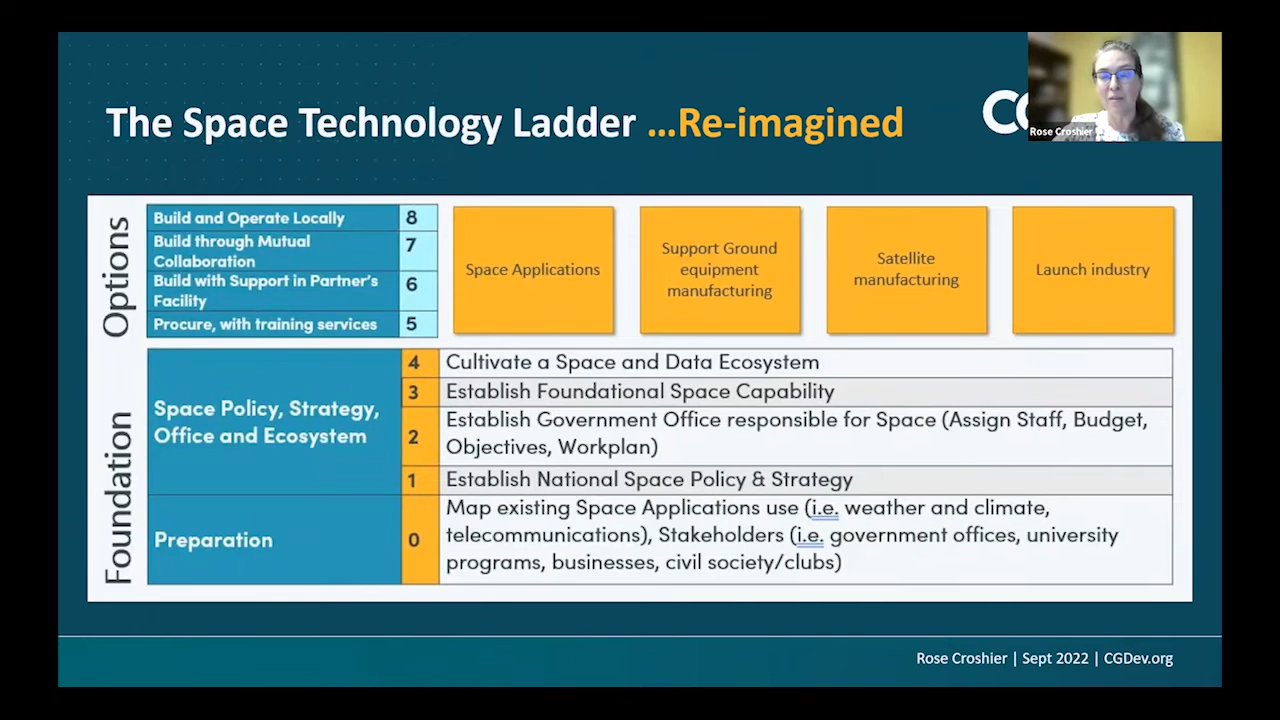 The Space Technology Ladder ...Re-imagined
CG
Rose Croshier
Options
Build and Operate Locally 8
Build through Mutual
Collaboration 7
Build with Support in Partner's
Facility 6
Procure, with training services 5
Space Applications
Support Ground
equipment
manufacturing
Satellite
manufacturing
Launch industry
Foundation
Space Policy, Strategy,
Office and Ecosystem
4 Cultivate a Space and Data Ecosystem
3 Establish Foundational Space Capability
2 Establish Government Office responsible for Space (Assign Staff, Budget,
Objectives, Workplan)
1 Establish National Space Policy & Strategy
Preparation
0 Map existing Space Applications use (i.e. weather and climate,
telecommunications), Stakeholders (i.e. government offices, university
programs, businesses, civil society/clubs)
Rose Croshier | Sept 2022 | CGDev.org